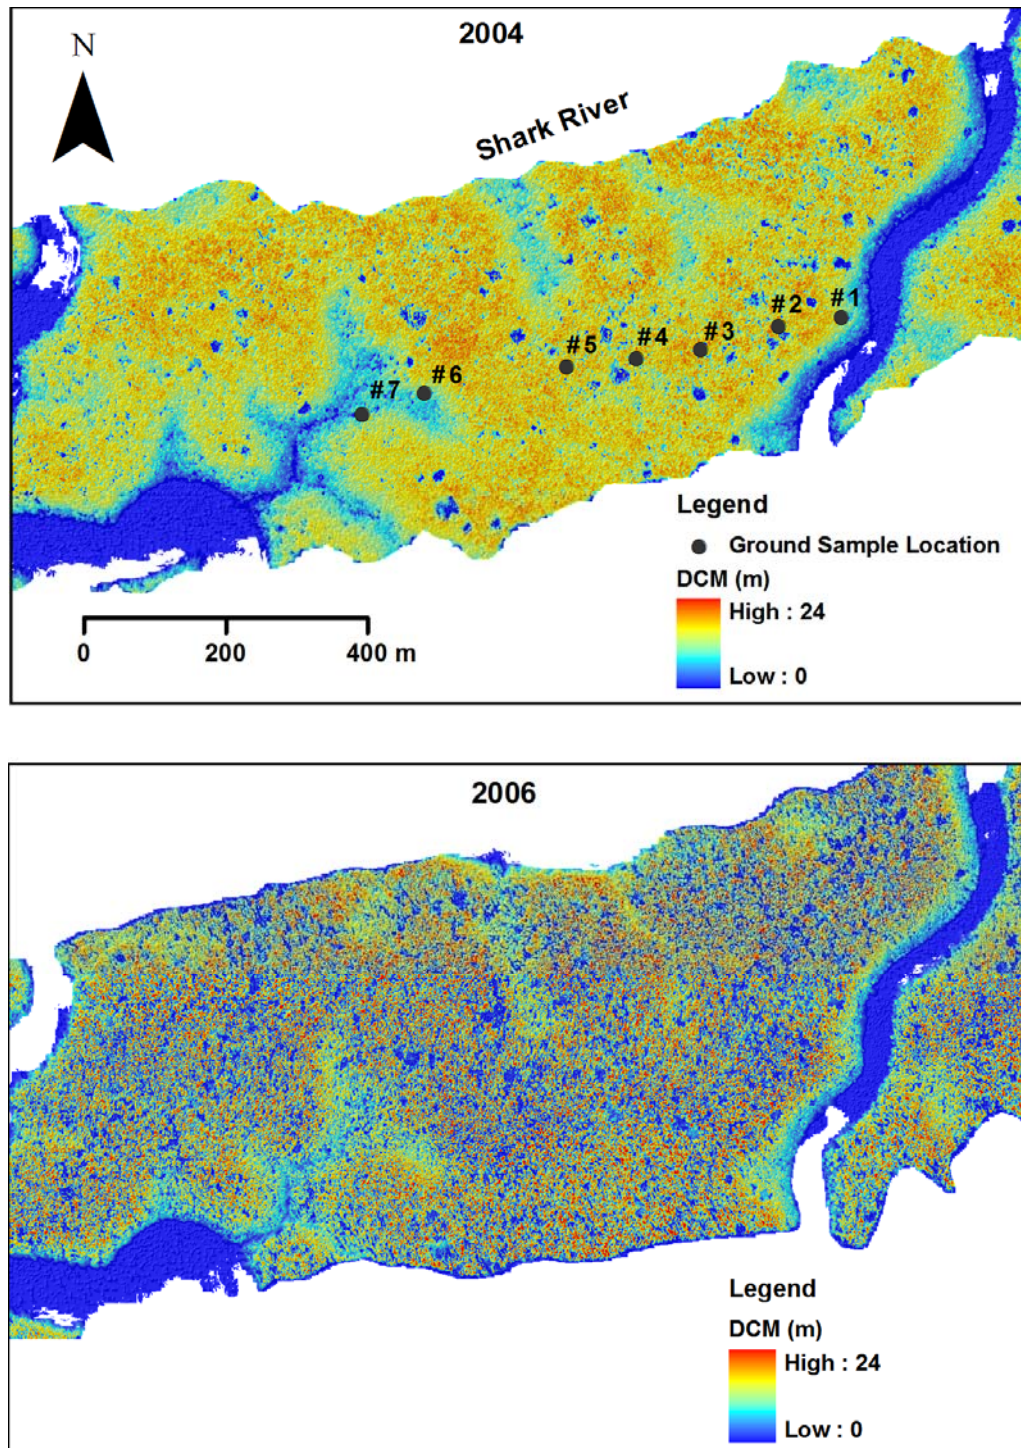 2004
N
Shark River
#1
#2
#3
#4
#5
#6
#7
Legend
Ground Sample Location
DCM (m)
High : 24
Low : 0
0 200 400 m
2006
Legend
DCM (m)
High : 24
Low : 0